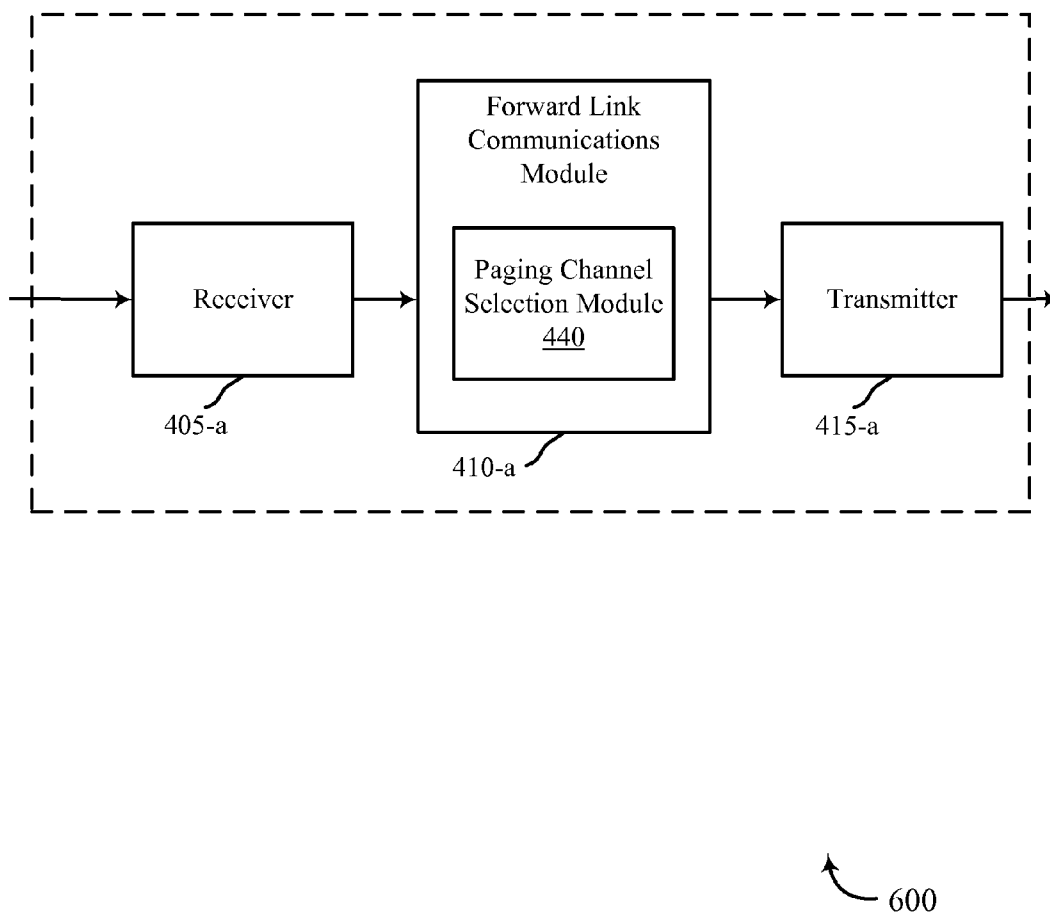 Forward Link
Communications
Module
Paging Channel
Selection Module
440
Receiver
Transmitter
405-a
410-a
415-a
600